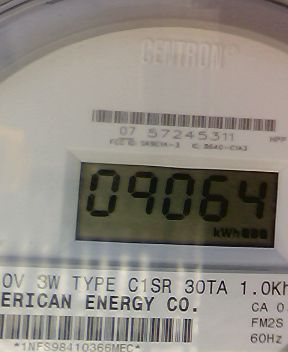 CENTRON
07 57245311
09064
kWh
0V 3W TYPE C1SR 30TA 1.0Kh
ERICAN ENERGY CO.
CA 0.
FM2S
60Hz
*1NFS98410366MEC*